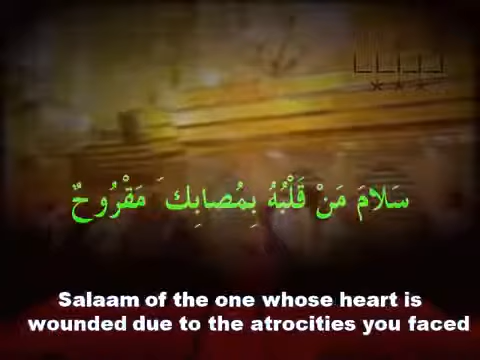 سَلامَ مَنْ قَلْبُهُ بِمُصابِكَ مَقْرُوحٌ
Salaam of the one whose heart is
wounded due to the atrocities you faced